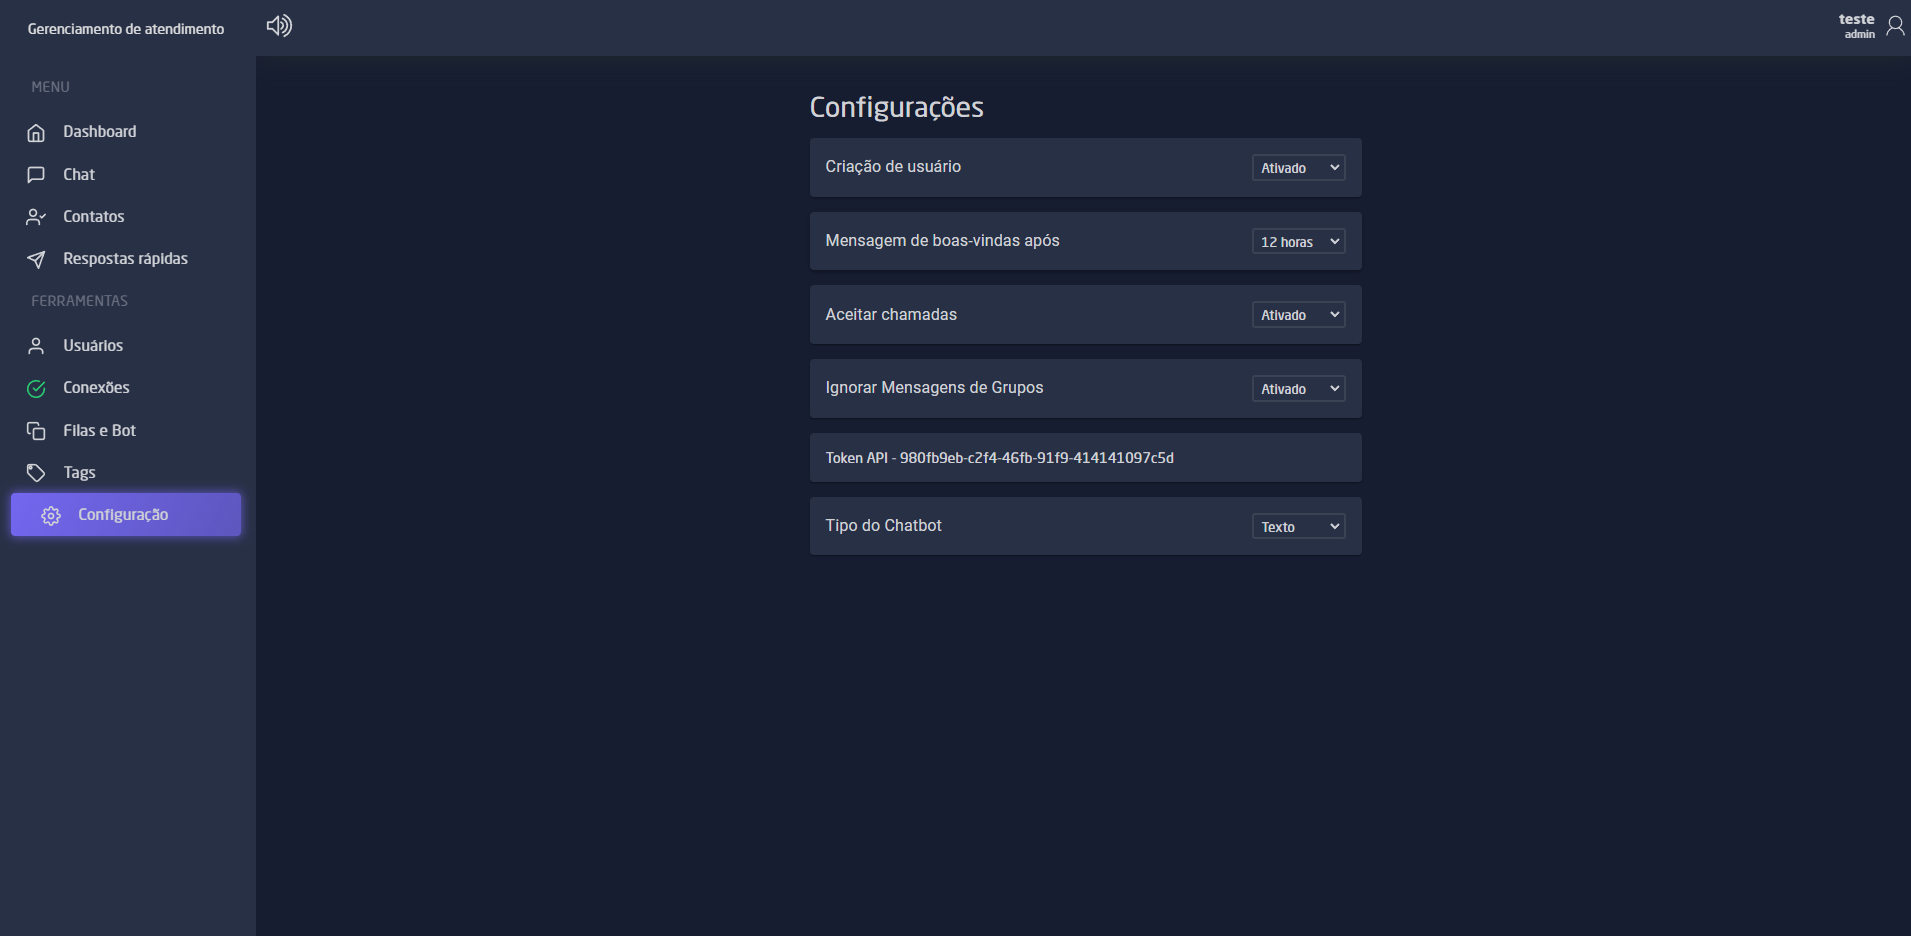 Gerenciamento de atendimento
teste
admin
MENU
Dashboard
Chat
Contatos
Respostas rápidas
FERRAMENTAS
Usuários
Conexões
Filas e Bot
Tags
Configuração
Configurações
Criação de usuário
Ativado
Mensagem de boas-vindas após
12 horas
Aceitar chamadas
Ativado
Ignorar Mensagens de Grupos
Ativado
Token API - 980fb9eb-c2f4-46fb-91f9-414141097c5d
Tipo do Chatbot
Texto